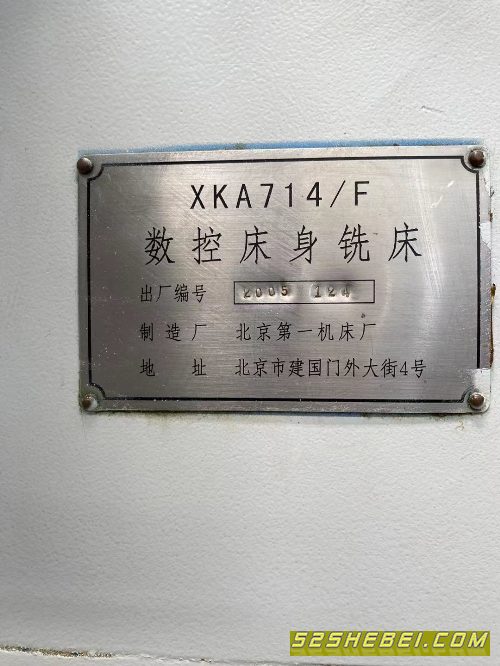 XKA714/F
数控床身铣床
出厂编号 2005 124
制造厂 北京第一机床厂
地 址 北京市建国门外大街4号
52SHEBEI.COM